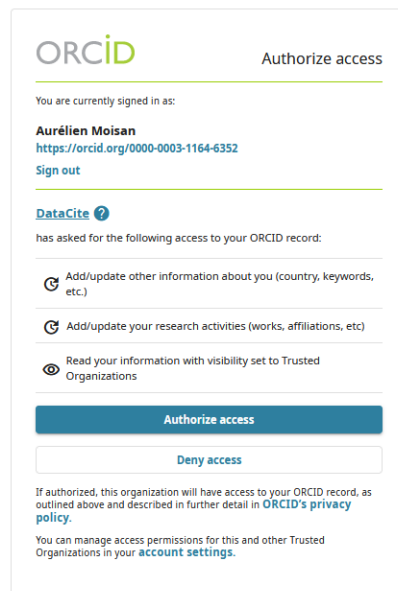 ORCID
Authorize access
You are currently signed in as:
Aurélien Moisan
https://orcid.org/0000-0003-1164-6352
Sign out
DataCite ?
has asked for the following access to your ORCID record:
Add/update other information about you (country, keywords,
etc.)
Add/update your research activities (works, affiliations, etc)
Read your information with visibility set to Trusted
Organizations
Authorize access
Deny access
If authorized, this organization will have access to your ORCID record, as
outlined above and described in further detail in ORCID's privacy
policy.
You can manage access permissions for this and other Trusted
Organizations in your account settings.